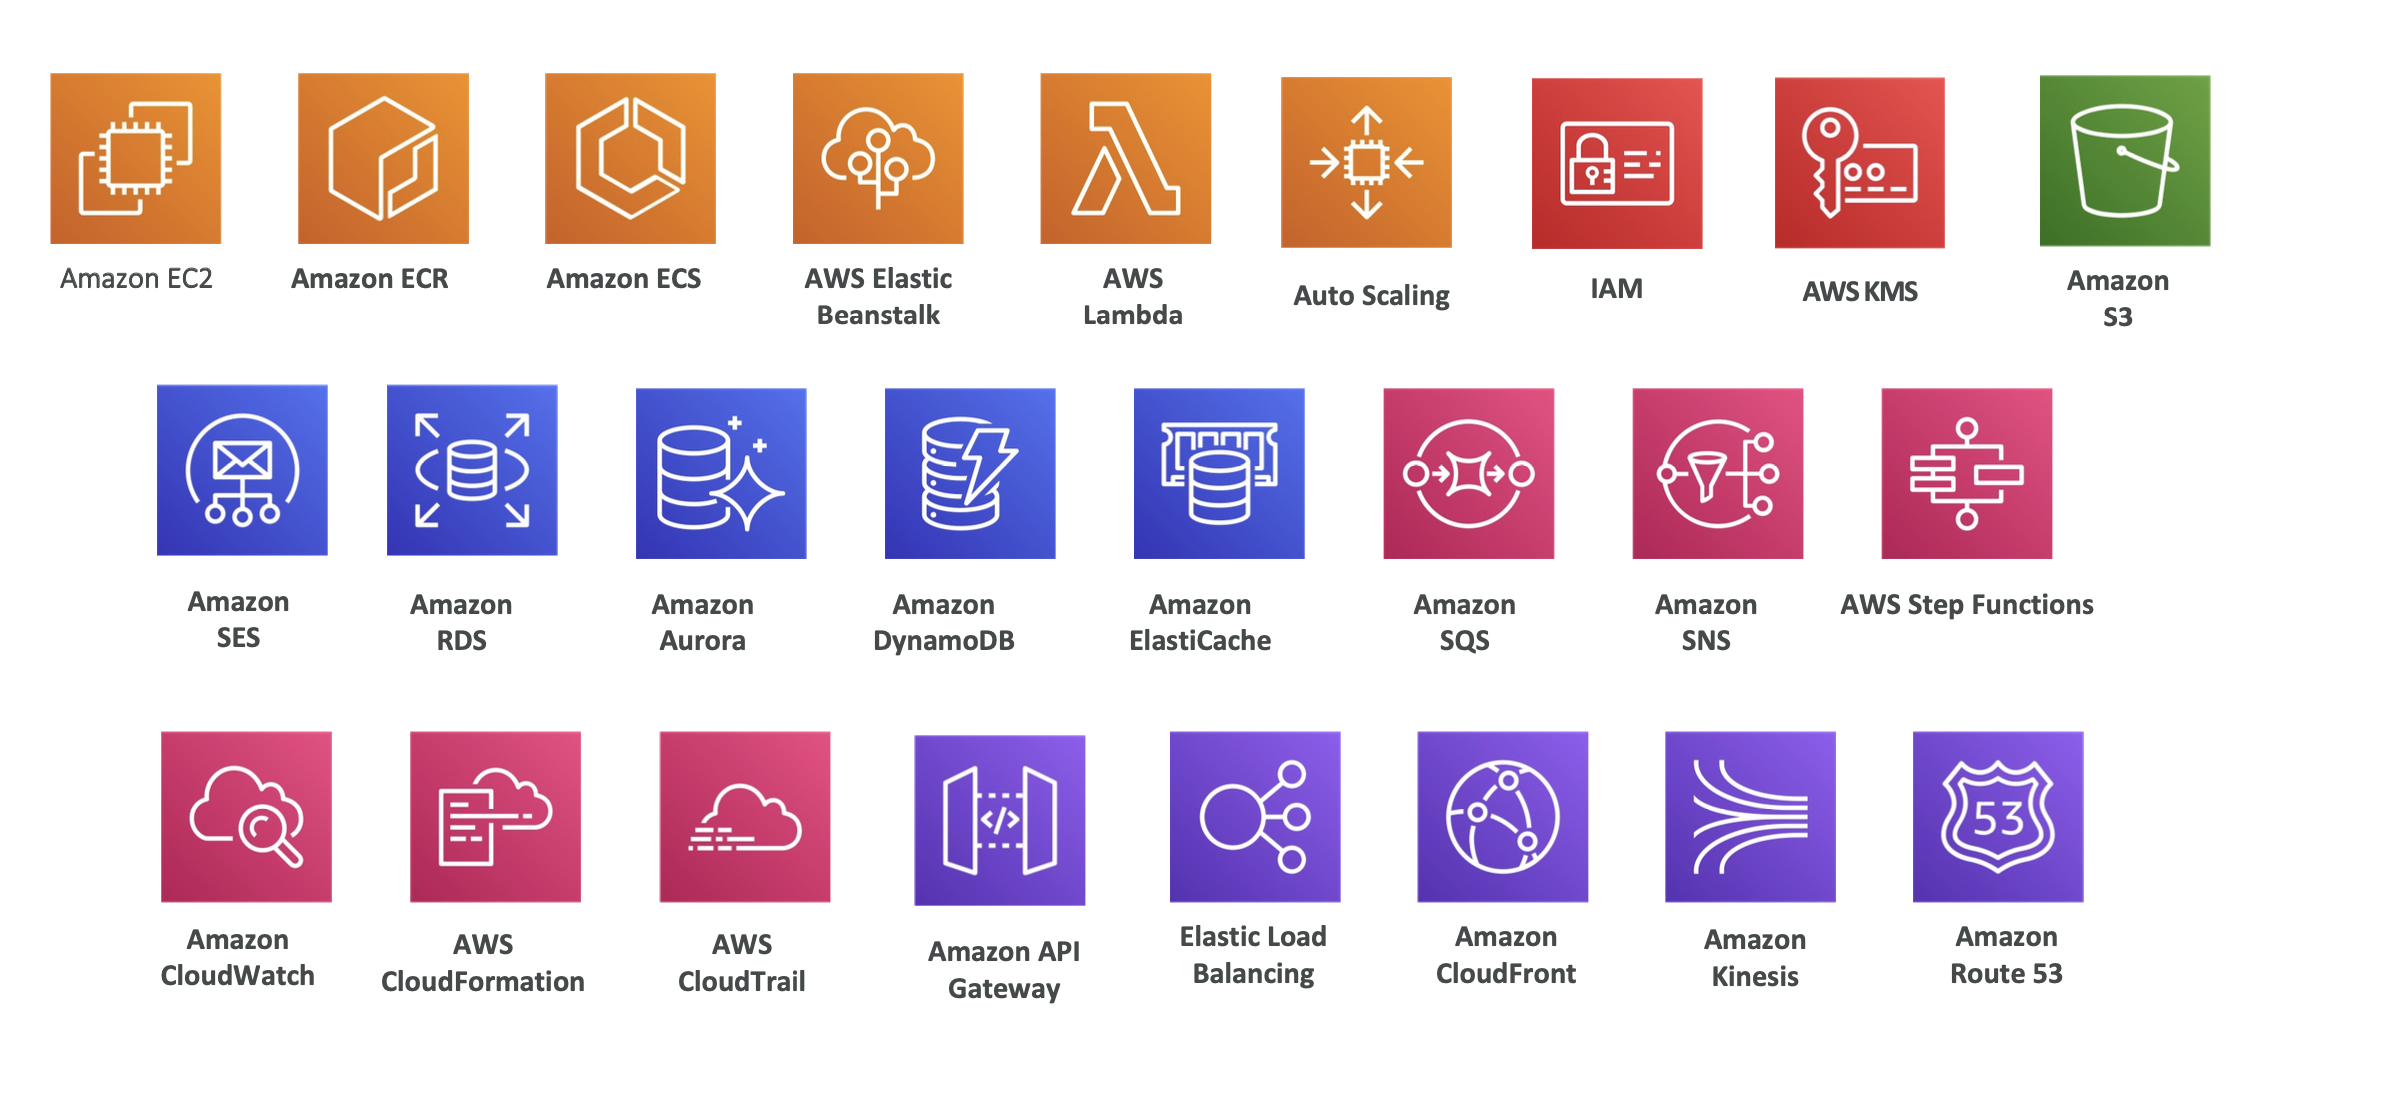 Amazon EC2
Amazon ECR
Amazon ECS
AWS Elastic
Beanstalk
AWS
Lambda
Auto Scaling
IAM
AWS KMS
Amazon
S3
Amazon
SES
Amazon
RDS
Amazon
Aurora
Amazon
DynamoDB
Amazon
ElastiCache
Amazon
SQS
Amazon
SNS
AWS Step Functions
</>
53
Amazon
CloudWatch
AWS
CloudFormation
AWS
CloudTrail
Amazon API
Gateway
Elastic Load
Balancing
Amazon
CloudFront
Amazon
Kinesis
Amazon
Route 53